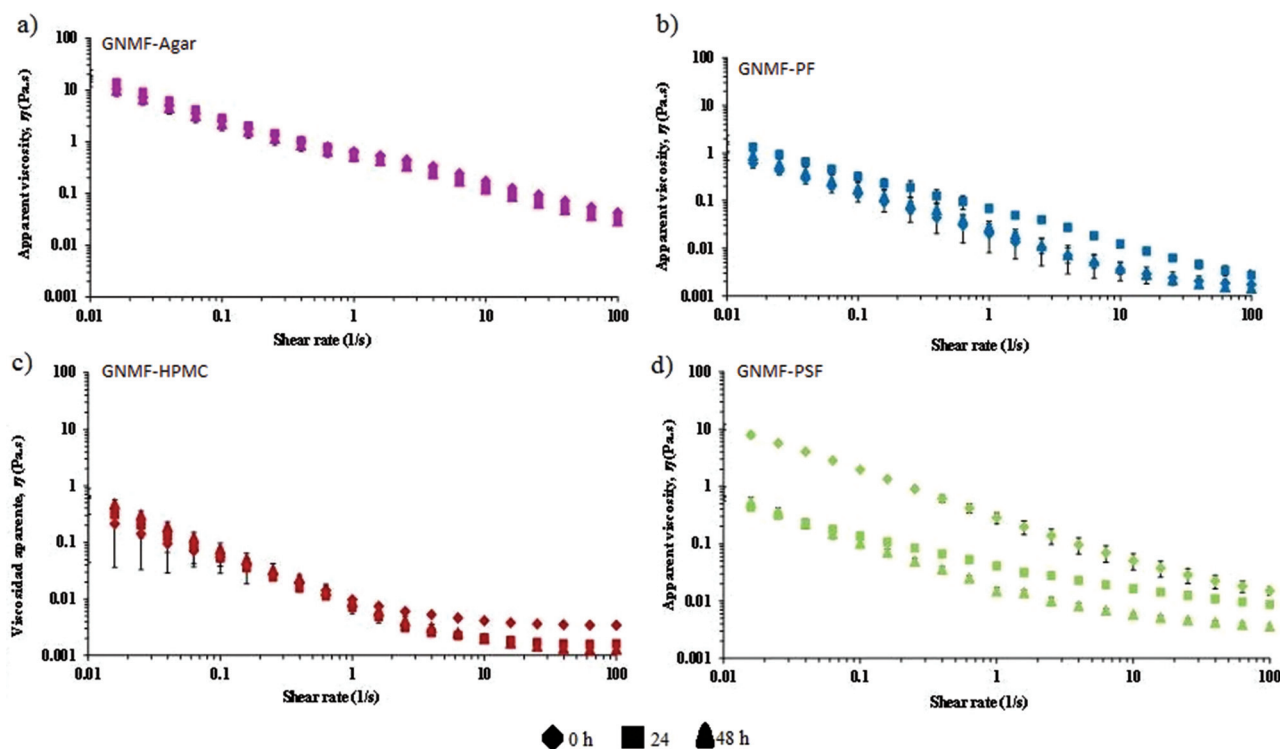 a)
GNMF-Agar
Apparent viscosity, η (Pa.s)
100
10
1
0.1
0.01
0.001
0.01 0.1 1 10 100
Shear rate (1/s)
b)
GNMF-PF
Apparent viscosity, η (Pa.s)
100
10
1
0.1
0.01
0.001
0.01 0.1 1 10 100
Shear rate (1/s)
c)
GNMF-HPMC
Viscosidad aparente, η (Pa.s)
100
10
1
0.1
0.01
0.001
0.01 0.1 1 10 100
Shear rate (1/s)
d)
GNMF-PSF
Apparent viscosity, η (Pa.s)
100
10
1
0.1
0.01
0.001
0.01 0.1 1 10 100
Shear rate (1/s)
0 h 24 48 h